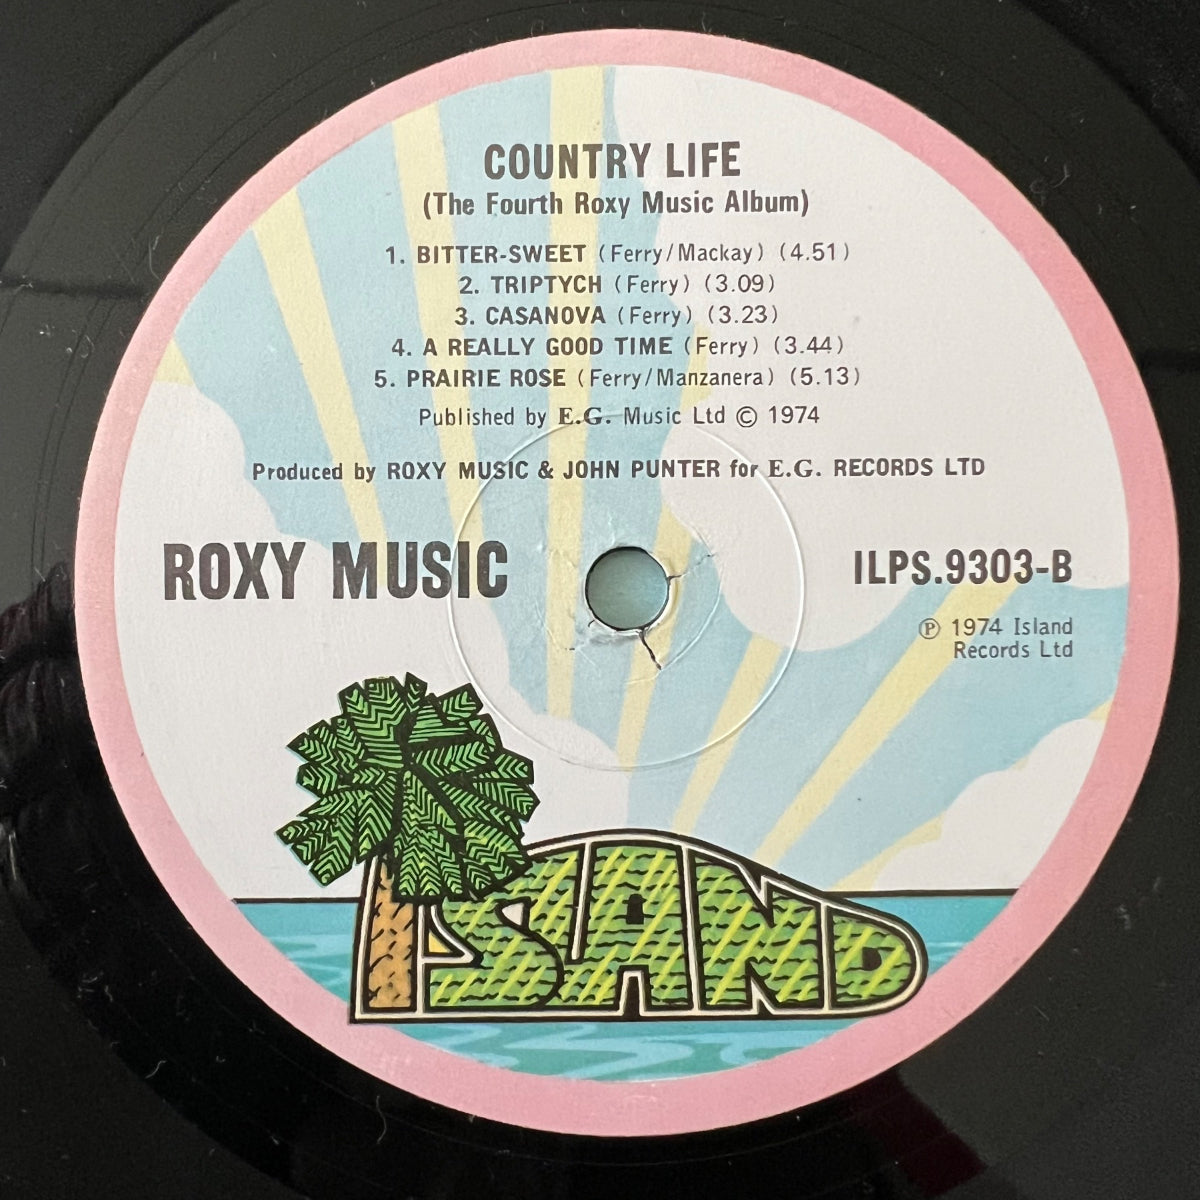 COUNTRY LIFE
(The Fourth Roxy Music Album)
1. BITTER-SWEET (Ferry/Mackay) (4.51)
2. TRIPTYCH (Ferry) (3.09)
3. CASANOVA (Ferry) (3.23)
4. A REALLY GOOD TIME (Ferry) (3.44)
5. PRAIRIE ROSE (Ferry/Manzanera) (5.13)
Published by E.G. Music Ltd © 1974
Produced by ROXY MUSIC & JOHN PUNTER for E.G. RECORDS LTD
ROXY MUSIC
ILPS.9303-B
℗ 1974 Island
Records Ltd
ISLAND